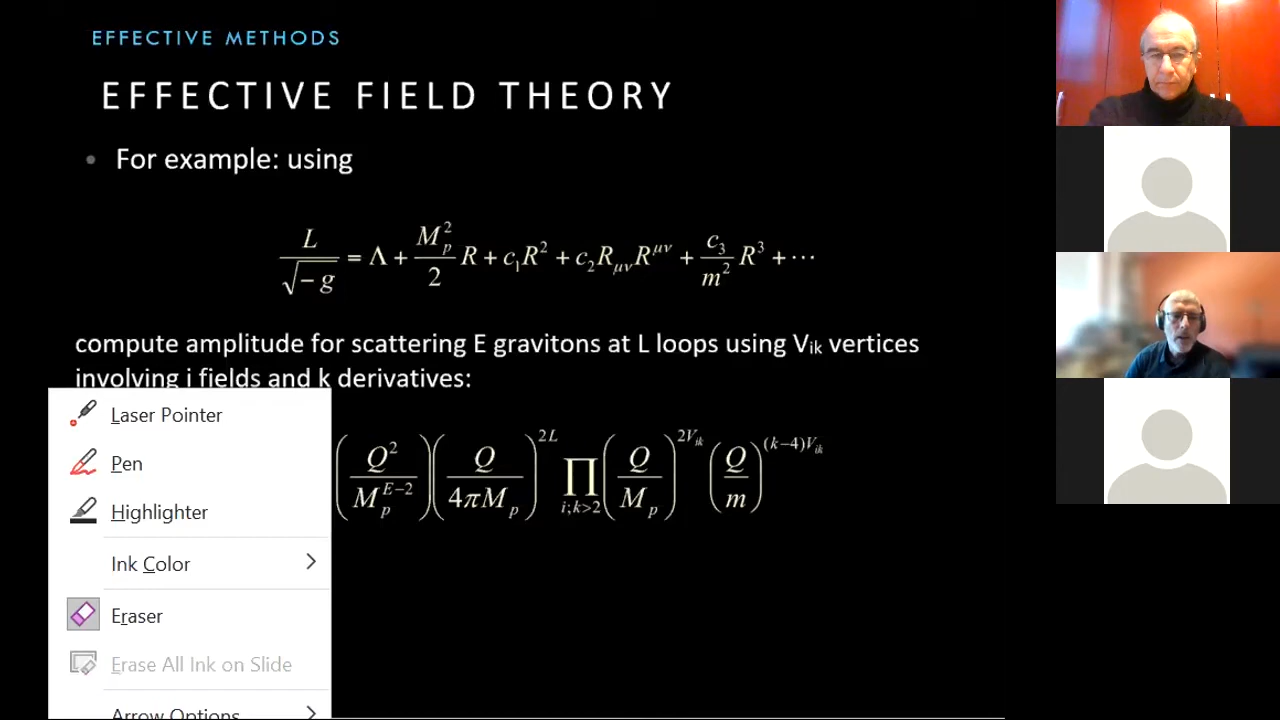 EFFECTIVE METHODS
EFFECTIVE FIELD THEORY
• For example: using
L / √−g = Λ + M_p^2 / 2 R + c_1 R^2 + c_2 R_μν R^μν + c_3 / m^2 R^3 + ⋯
compute amplitude for scattering E gravitons at L loops using V_ik vertices
involving i fields and k derivatives:
(Q^2 / M_p^{E−2}) (Q / 4πM_p)^{2L} ∏_{i;k>2} (Q / M_p)^{2V_ik} (Q / m)^{(k−4)V_ik}
Laser Pointer
Pen
Highlighter
Ink Color
Eraser
Erase All Ink on Slide
Arrow Options